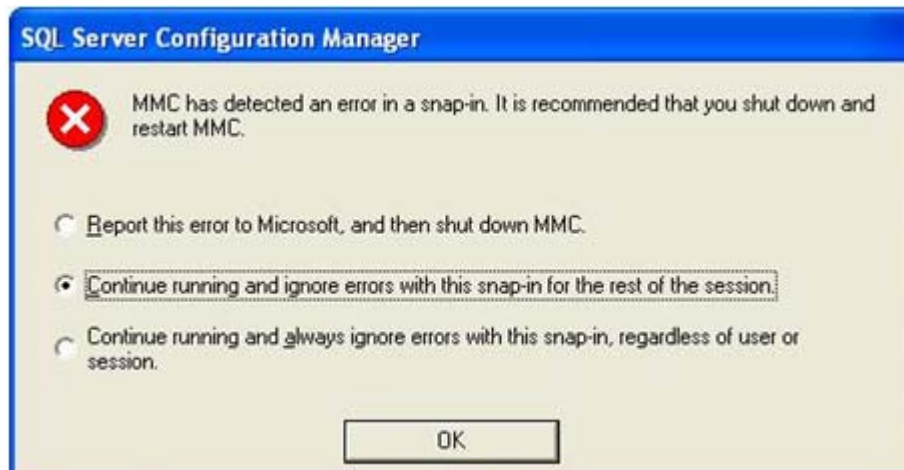 SQL Server Configuration Manager
MMC has detected an error in a snap-in. It is recommended that you shut down and
restart MMC.
Report this error to Microsoft, and then shut down MMC.
Continue running and ignore errors with this snap-in for the rest of the session.
Continue running and always ignore errors with this snap-in, regardless of user or
session.
OK